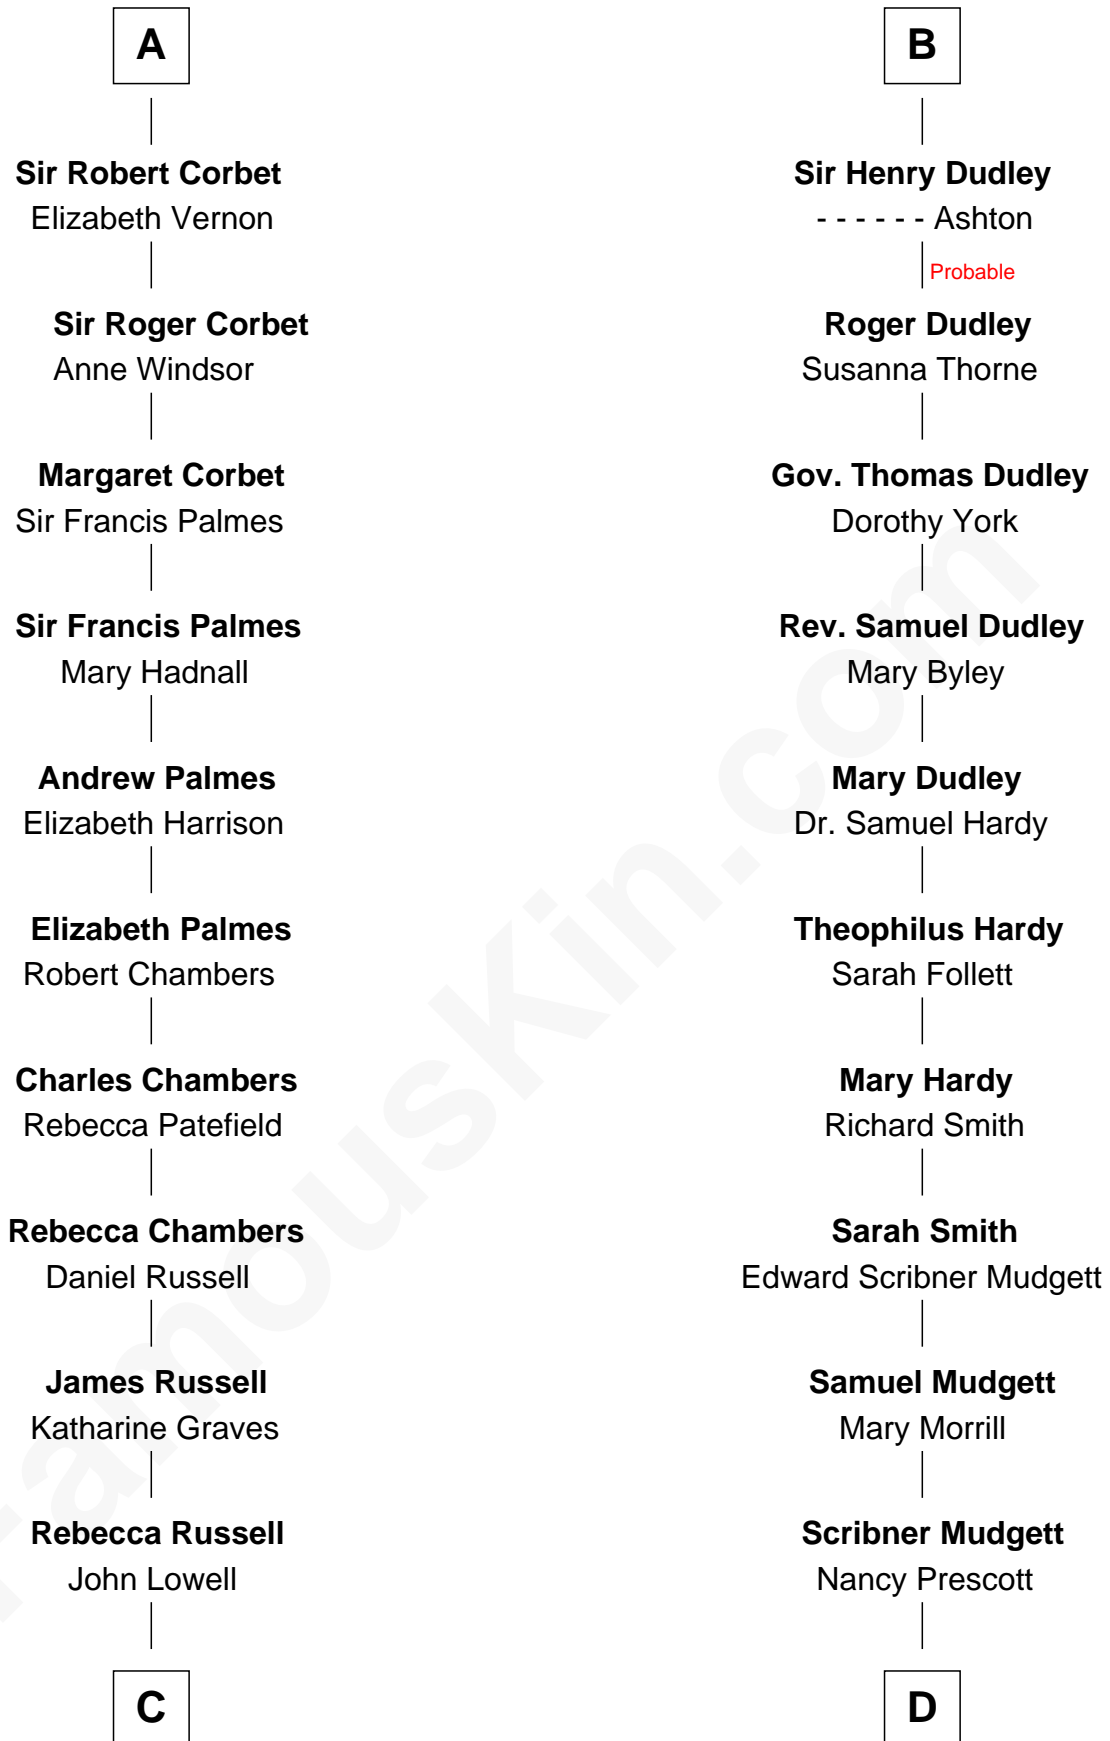 A
Sir Robert Corbet
Elizabeth Vernon
Sir Roger Corbet
Anne Windsor
Margaret Corbet
Sir Francis Palmes
Sir Francis Palmes
Mary Hadnall
Andrew Palmes
Elizabeth Harrison
Elizabeth Palmes
Robert Chambers
Charles Chambers
Rebecca Patefield
Rebecca Chambers
Daniel Russell
James Russell
Katharine Graves
Rebecca Russell
John Lowell
C
B
Sir Henry Dudley
- - - - - - Ashton
Probable
Roger Dudley
Susanna Thorne
Gov. Thomas Dudley
Dorothy York
Rev. Samuel Dudley
Mary Byley
Mary Dudley
Dr. Samuel Hardy
Theophilus Hardy
Sarah Follett
Mary Hardy
Richard Smith
Sarah Smith
Edward Scribner Mudgett
Samuel Mudgett
Mary Morrill
Scribner Mudgett
Nancy Prescott
D
FamousKin.com